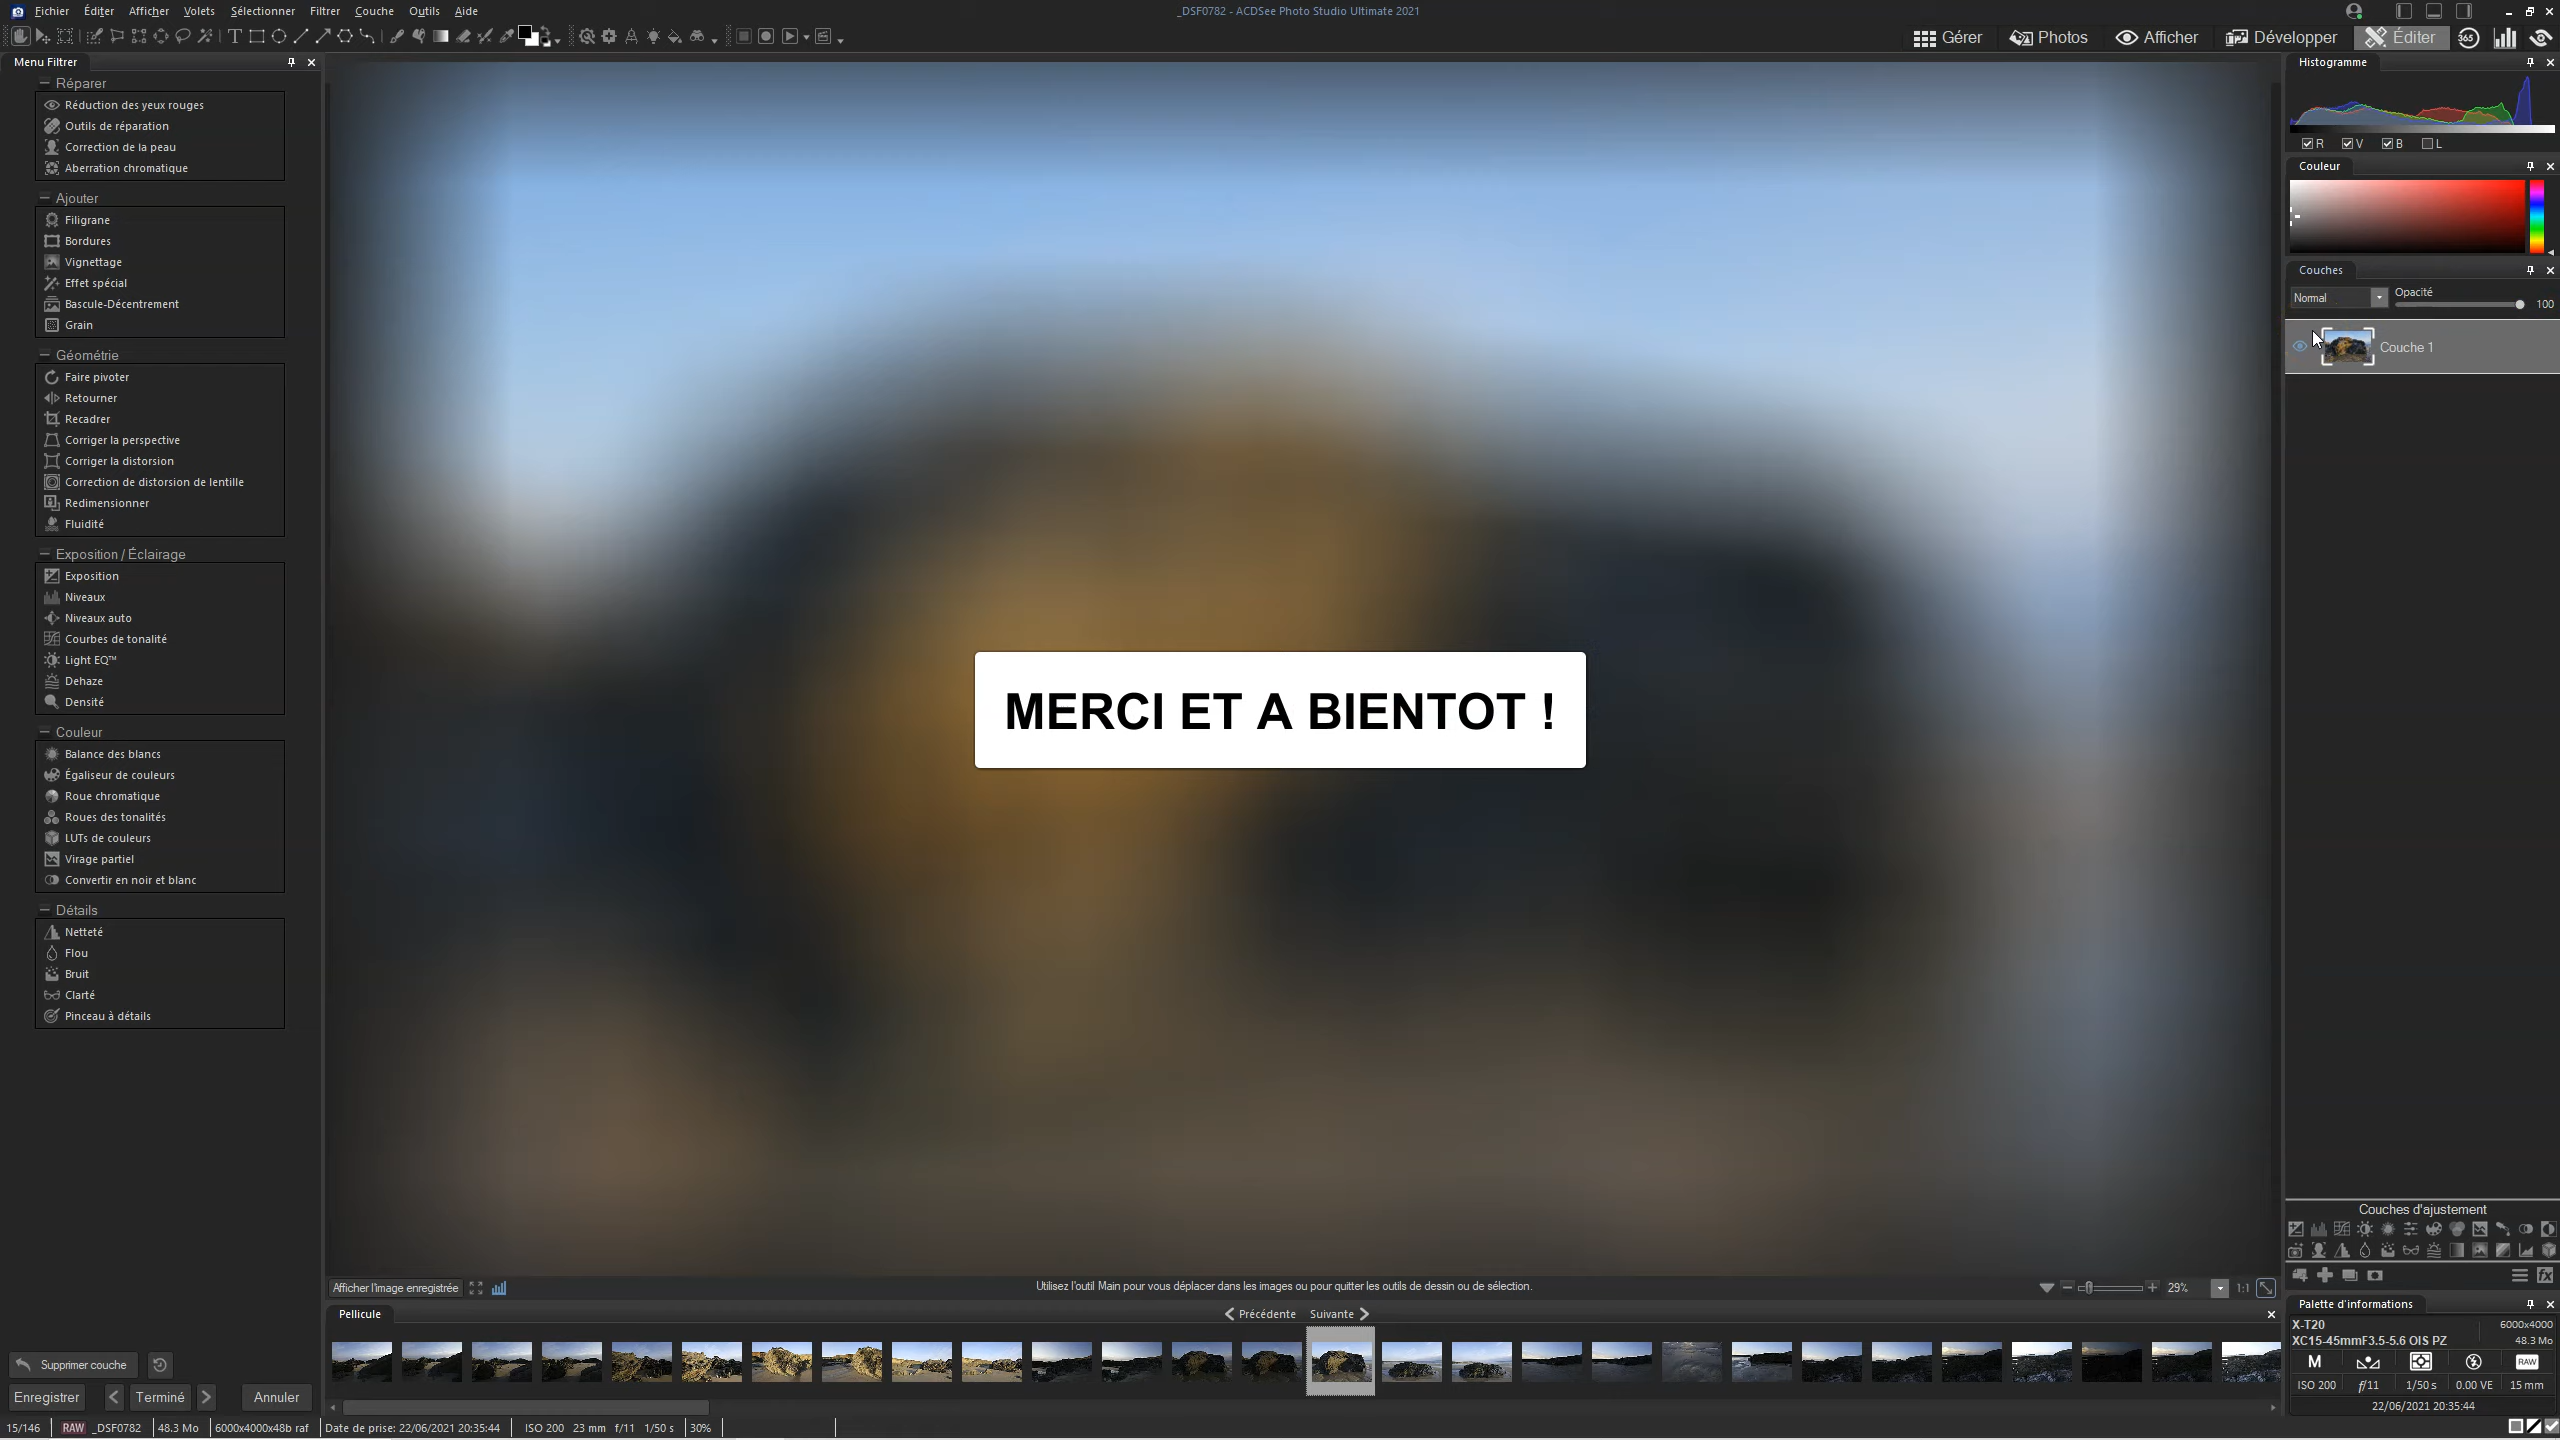 Fichier Éditer Afficher Volets Sélectionner Filtrer Couche Outils Aide
_DSF0782 - ACDSee Photo Studio Ultimate 2021
Gérer Photos Afficher Développer Éditer 365
Menu Filtrer
Réparer
Réduction des yeux rouges
Outils de réparation
Correction de la peau
Aberration chromatique
Ajouter
Filigrane
Bordures
Vignettage
Effet spécial
Bascule-Décentrement
Grain
Géométrie
Faire pivoter
Retourner
Recadrer
Corriger la perspective
Corriger la distorsion
Correction de distorsion de lentille
Redimensionner
Fluidité
Exposition / Éclairage
Exposition
Niveaux
Niveaux auto
Courbes de tonalité
Light EQ™
Dehaze
Densité
Couleur
Balance des blancs
Égaliseur de couleurs
Roue chromatique
Roues des tonalités
LUTs de couleurs
Virage partiel
Convertir en noir et blanc
Détails
Netteté
Flou
Bruit
Clarté
Pinceau à détails
Supprimer couche
Enregistrer Terminé Annuler
MERCI ET A BIENTOT !
Afficher l'image enregistrée
Utilisez l'outil Main pour vous déplacer dans les images ou pour quitter les outils de dessin ou de sélection.
29% 1:1
Pellicule
Précédente Suivante
Histogramme
R V B L
Couleur
Couches
Normal Opacité 100
Couche 1
Couches d'ajustement
fx
Palette d'informations
X-T20 6000x4000
XC15-45mmF3.5-5.6 OIS PZ 48.3 Mo
M RAW
ISO 200 f/11 1/50 s 0.00 VE 15 mm
22/06/2021 20:35:44
15/146 RAW _DSF0782 48.3 Mo 6000x4000x48b raf Date de prise: 22/06/2021 20:35:44 ISO 200 23 mm f/11 1/50 s 30%